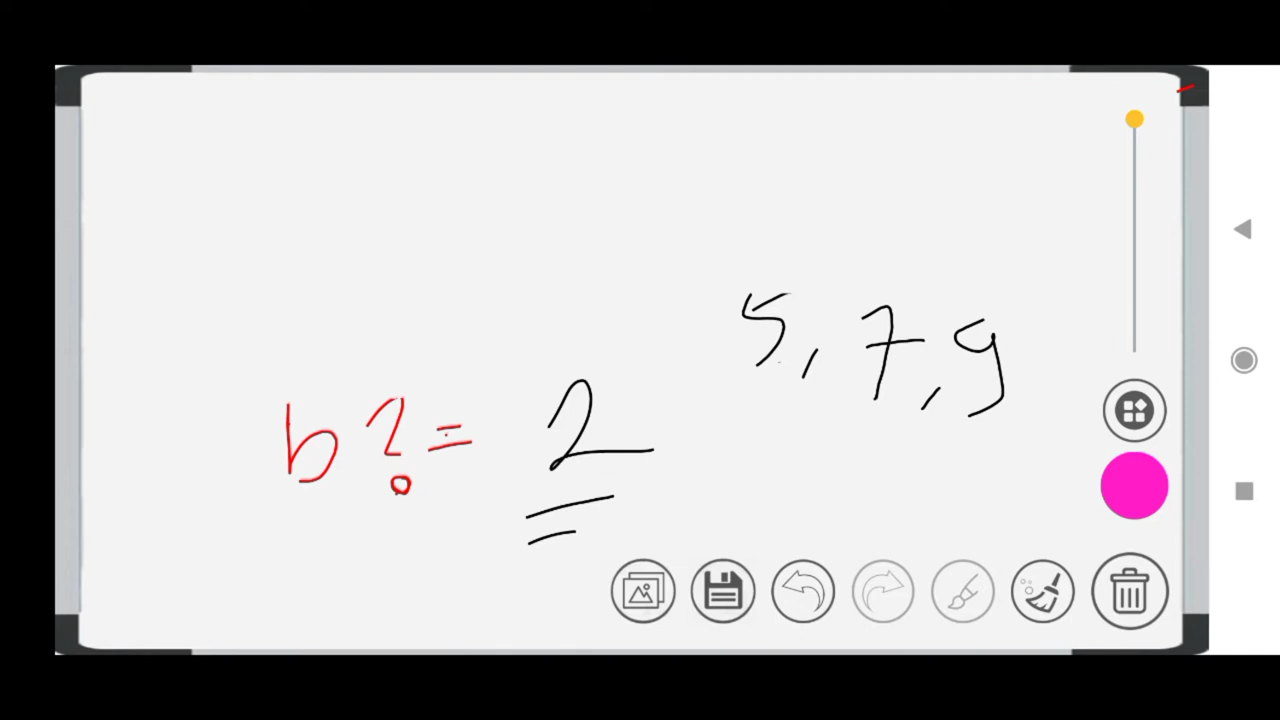 5, 7, 9
b ? = 2